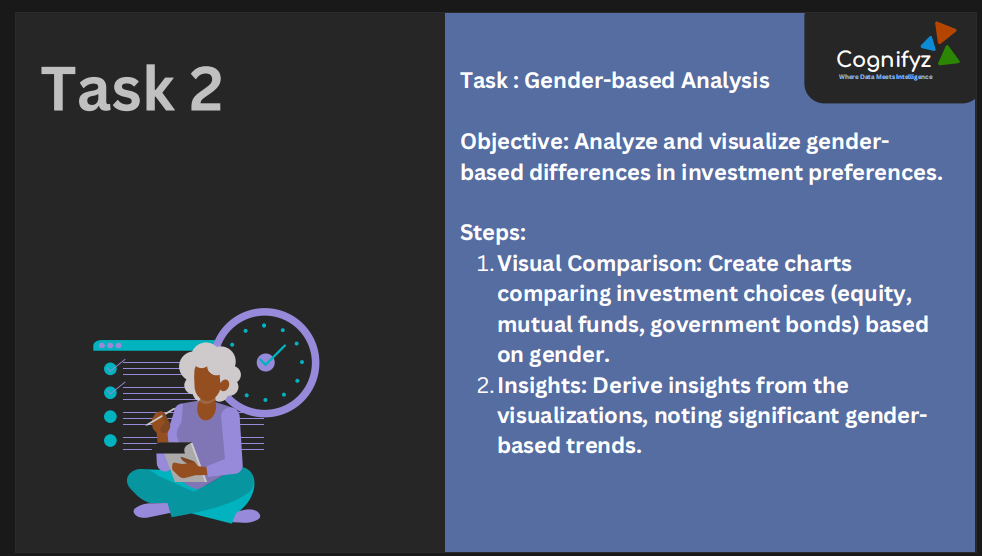 Task 2
Cognifyz
Where Data Meets Intelligence
Task : Gender-based Analysis
Objective: Analyze and visualize gender-
based differences in investment preferences.
Steps:
1. Visual Comparison: Create charts
comparing investment choices (equity,
mutual funds, government bonds) based
on gender.
2. Insights: Derive insights from the
visualizations, noting significant gender-
based trends.